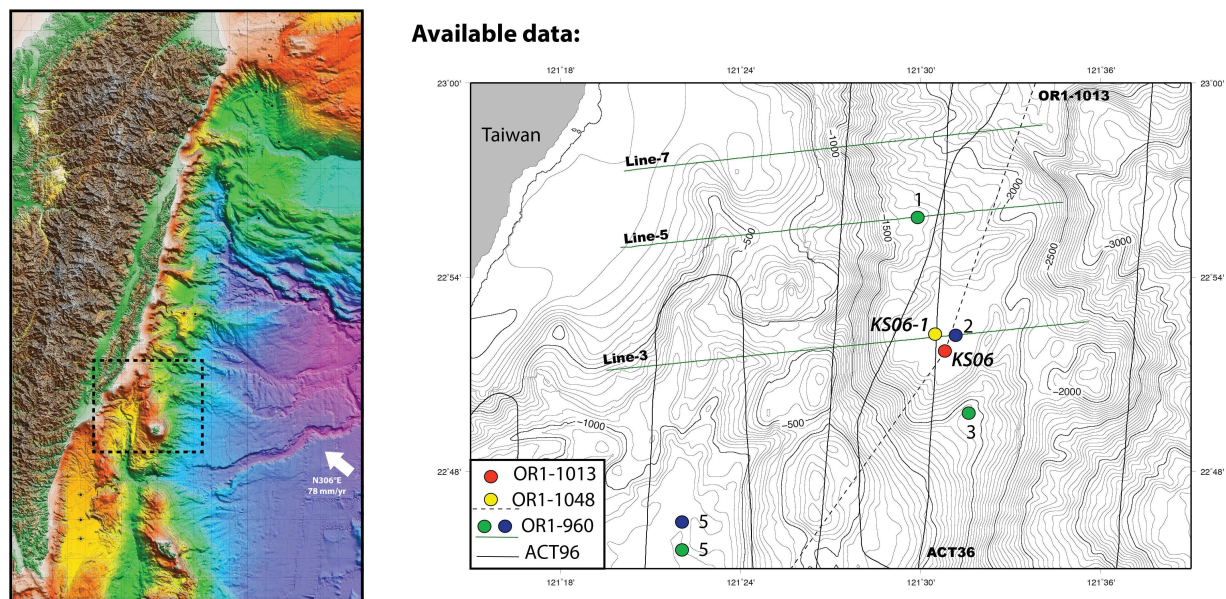 Available data:
N306°E
78 mm/yr
121˚18'
121˚24'
121˚30'
121˚36'
23˚00'
23˚00'
OR1-1013
Taiwan
-1000
Line-7
-2000
1
-1500
Line-5
-500
-2500
-3000
22˚54'
22˚54'
KS06-1
2
Line-3
KS06
-2000
-1000
-500
3
22˚48'
22˚48'
OR1-1013
OR1-1048
OR1-960
ACT96
5
5
ACT36
121˚18'
121˚24'
121˚30'
121˚36'